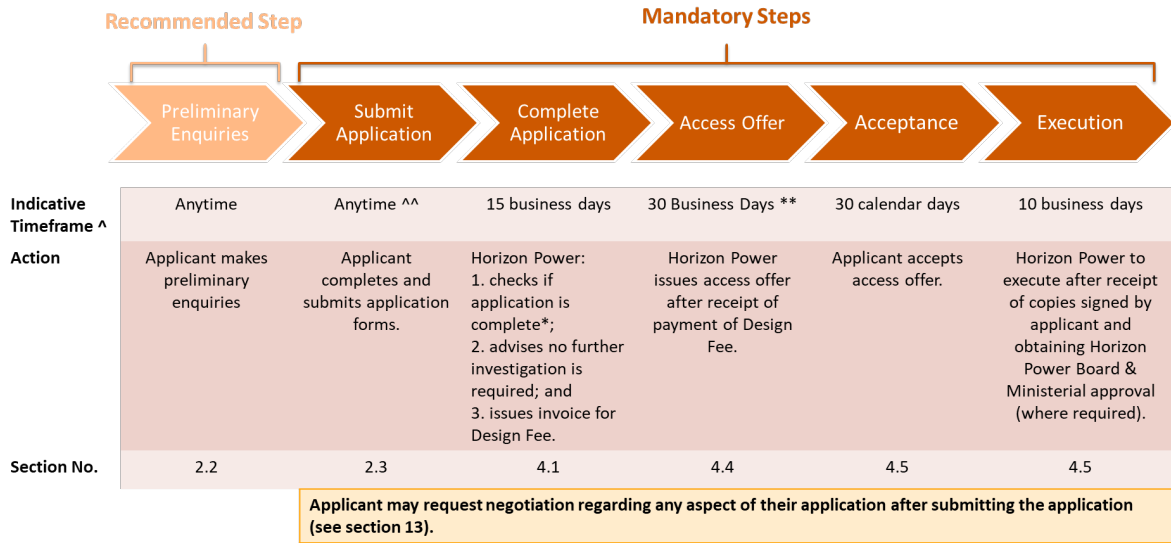 Recommended Step
Mandatory Steps
Preliminary
Enquiries
Submit
Application
Complete
Application
Access Offer
Acceptance
Execution
Indicative
Timeframe ^
Anytime
Anytime ^^
15 business days
30 Business Days **
30 calendar days
10 business days
Action
Applicant makes
preliminary
enquiries
Applicant
completes and
submits application
forms.
Horizon Power:
1. checks if
application is
complete*;
2. advises no further
investigation is
required; and
3. issues invoice for
Design Fee.
Horizon Power
issues access offer
after receipt of
payment of Design
Fee.
Applicant accepts
access offer.
Horizon Power to
execute after receipt
of copies signed by
applicant and
obtaining Horizon
Power Board &
Ministerial approval
(where required).
Section No.
2.2
2.3
4.1
4.4
4.5
4.5
Applicant may request negotiation regarding any aspect of their application after submitting the application
(see section 13).